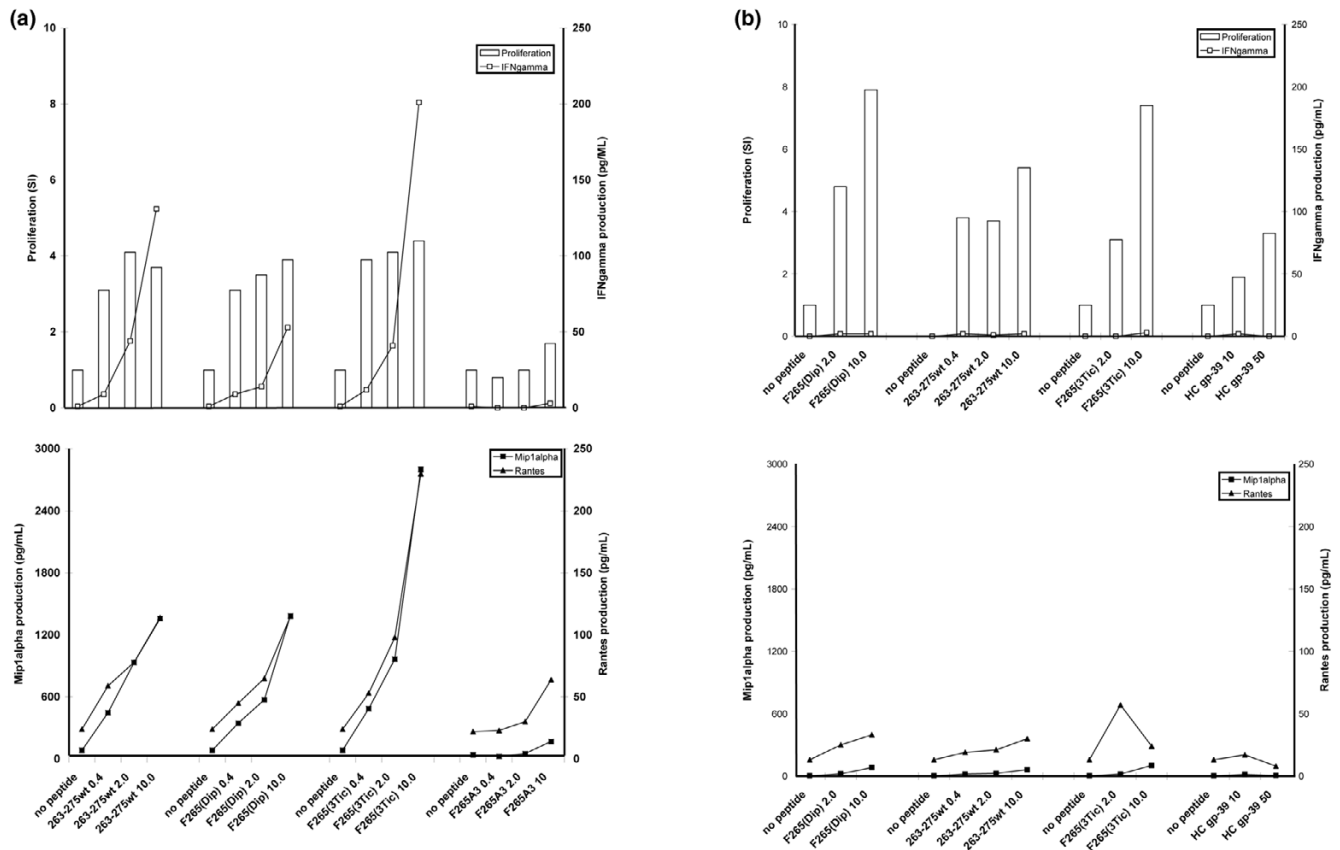 (a)
10
8
6
4
2
0
Proliferation (SI)
250
200
150
100
50
0
IFNgamma production (pg/ML)
Proliferation
IFNgamma
3000
2400
1800
1200
600
0
Mip1alpha production (pg/mL)
250
200
150
100
50
0
Rantes production (pg/mL)
Mip1alpha
Rantes
no peptide
263-275wt 0.4
263-275wt 2.0
263-275wt 10.0
no peptide
F265(Dip) 0.4
F265(Dip) 2.0
F265(Dip) 10.0
no peptide
F265(3Tic) 0.4
F265(3Tic) 2.0
F265(3Tic) 10.0
no peptide
F265A3 0.4
F265A3 2.0
F265A3 10
(b)
10
8
6
4
2
0
Proliferation (SI)
250
200
150
100
50
0
IFNgamma production (pg/mL)
Proliferation
IFNgamma
no peptide
F265(Dip) 2.0
F265(Dip) 10.0
no peptide
263-275wt 0.4
263-275wt 2.0
263-275wt 10.0
no peptide
F265(3Tic) 2.0
F265(3Tic) 10.0
no peptide
HC gp-39 10
HC gp-39 50
3000
2400
1800
1200
600
0
Mip1alpha production (pg/mL)
250
200
150
100
50
0
Rantes production (pg/mL)
Mip1alpha
Rantes
no peptide
F265(Dip) 2.0
F265(Dip) 10.0
no peptide
263-275wt 0.4
263-275wt 2.0
263-275wt 10.0
no peptide
F265(3Tic) 2.0
F265(3Tic) 10.0
no peptide
HC gp-39 10
HC gp-39 50